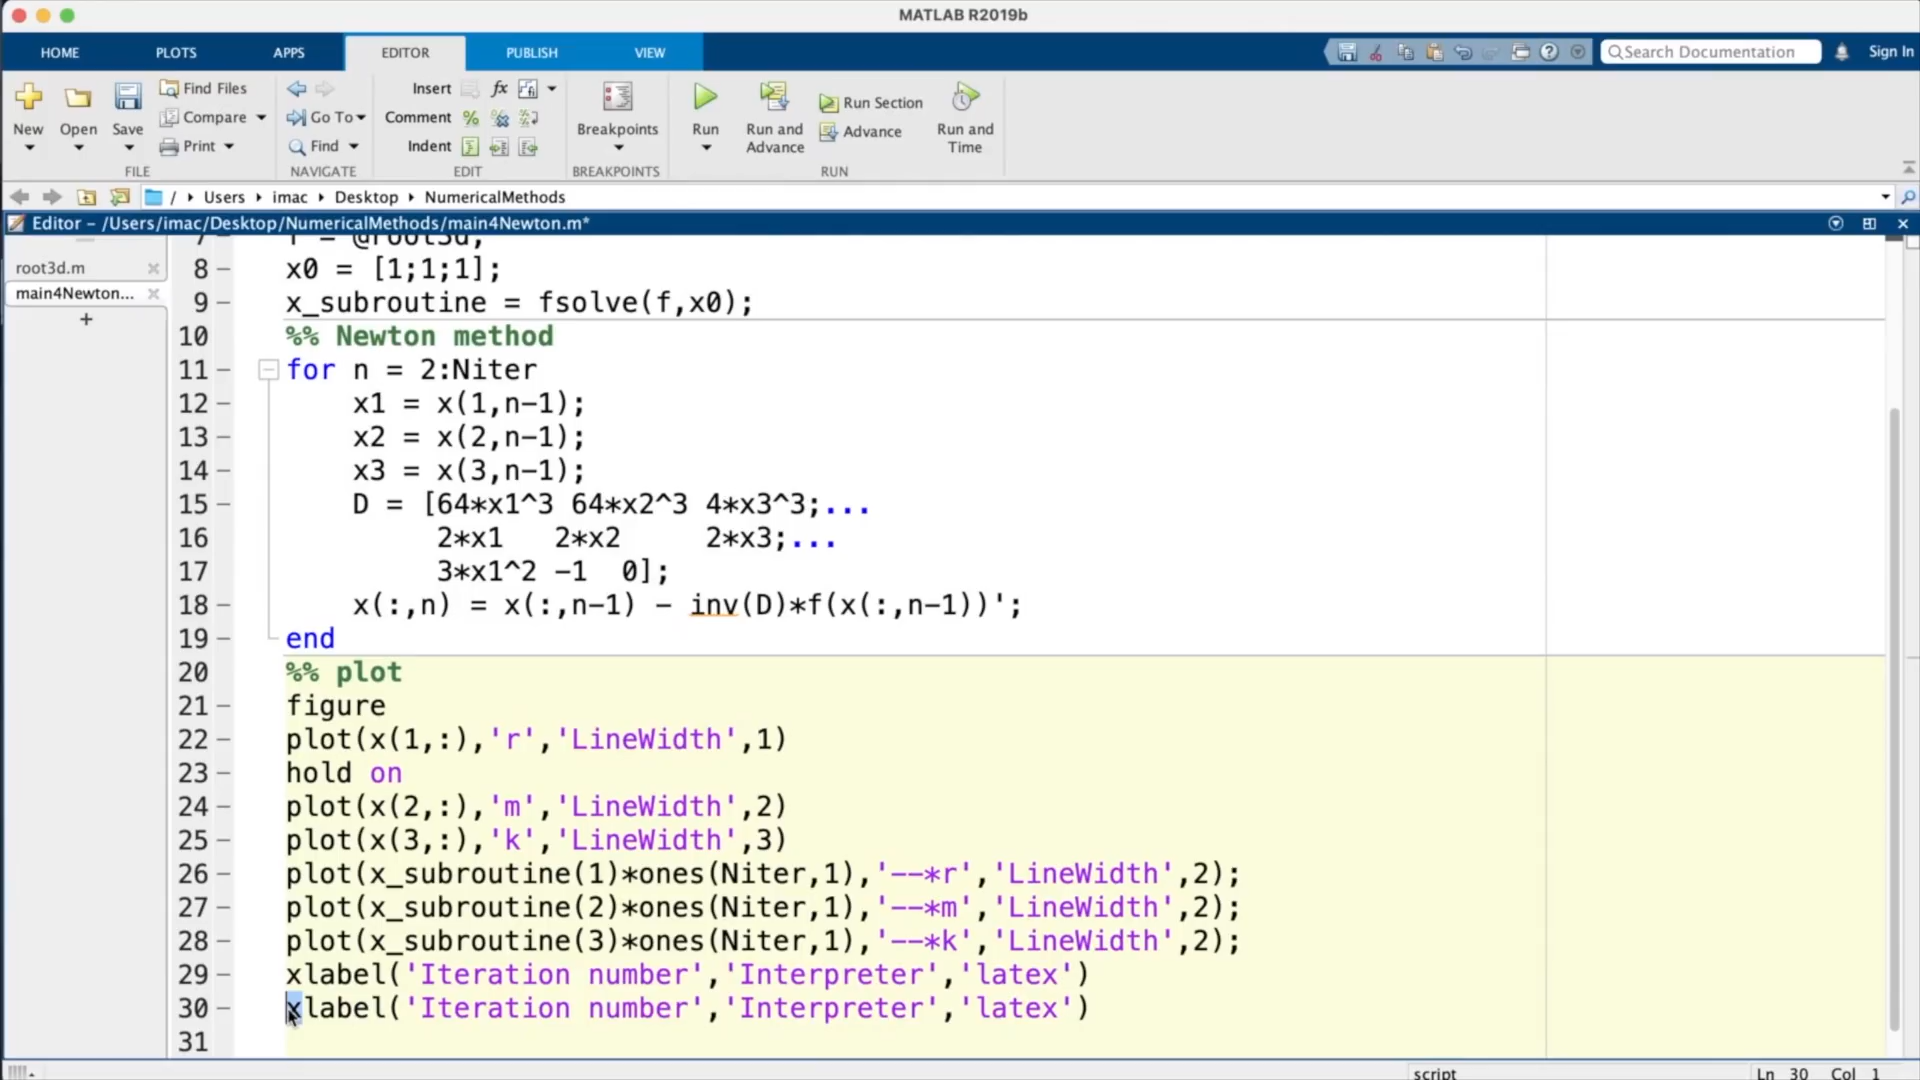 MATLAB R2019b
HOME PLOTS APPS EDITOR PUBLISH VIEW Search Documentation Sign In
New Open Save Find Files Compare Print
FILE
Go To Find
NAVIGATE
Insert fx
Comment %
Indent
EDIT
Breakpoints
BREAKPOINTS
Run Run and Advance Run Section Advance Run and Time
RUN
/ Users imac Desktop NumericalMethods
Editor – /Users/imac/Desktop/NumericalMethods/main4Newton.m*
root3d.m
main4Newton...
+
7 f = @root3d;
8 – x0 = [1;1;1];
9 – x_subroutine = fsolve(f,x0);
10 %% Newton method
11 – for n = 2:Niter
12 – x1 = x(1,n-1);
13 – x2 = x(2,n-1);
14 – x3 = x(3,n-1);
15 – D = [64*x1^3 64*x2^3 4*x3^3;...
16 2*x1 2*x2 2*x3;...
17 3*x1^2 -1 0];
18 – x(:,n) = x(:,n-1) - inv(D)*f(x(:,n-1))';
19 – end
20 %% plot
21 – figure
22 – plot(x(1,:),'r','LineWidth',1)
23 – hold on
24 – plot(x(2,:),'m','LineWidth',2)
25 – plot(x(3,:),'k','LineWidth',3)
26 – plot(x_subroutine(1)*ones(Niter,1),'--*r','LineWidth',2);
27 – plot(x_subroutine(2)*ones(Niter,1),'--*m','LineWidth',2);
28 – plot(x_subroutine(3)*ones(Niter,1),'--*k','LineWidth',2);
29 – xlabel('Iteration number','Interpreter','latex')
30 – xlabel('Iteration number','Interpreter','latex')
31
script Ln 30 Col 1